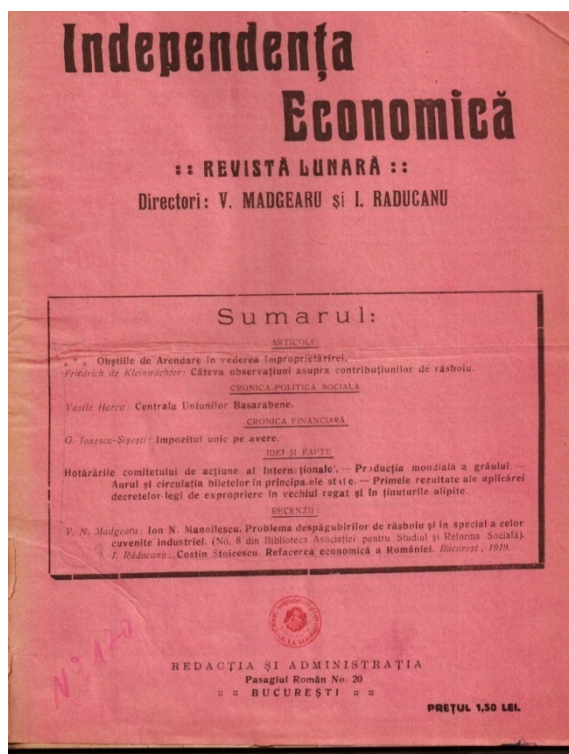 Independența
Economică
:: REVISTĂ LUNARĂ ::
Directori: V. MADGEARU și I. RADUCANU
Sumarul:
ARTICOLE:
* * * Obștiile de Arendare în vederea împroprietăririi.
Friedrich de Kleinwächter: Câteva observațiuni asupra contribuțiunilor de răsboiu.
CRONICA POLITICĂ SOCIALĂ
Vasile Harea: Centrala Uniunilor Basarabene.
CRONICA FINANCIARĂ
G. Ionescu-Șișești: Impozitul unic pe avere.
IDEI ȘI FAPTE
Hotărârile comitetului de acțiune al Internaționale'. — Producția mondială a grâului. —
Aurul și circulația biletelor în principalele state. — Primele rezultate ale aplicărei
decretelor-legi de expropriere în vechiul regat și în ținuturile alipite.
RECENZII:
V. N. Madgearu: Ion N. Manoilescu. Problema despăgubirilor de răsboiu și în special a celor
cuvenite industriei. (No. 8 din Biblioteca Asociației pentru Studiul și Reforma Socială).
I. Răducanu: Costin Stoicescu. Refacerea economică a României. București, 1919.
No 120
REDACȚIA ȘI ADMINISTRAȚIA
Pasagiul Român No. 20
:: :: BUCUREȘTI :: ::
PREȚUL 1,50 LEI.